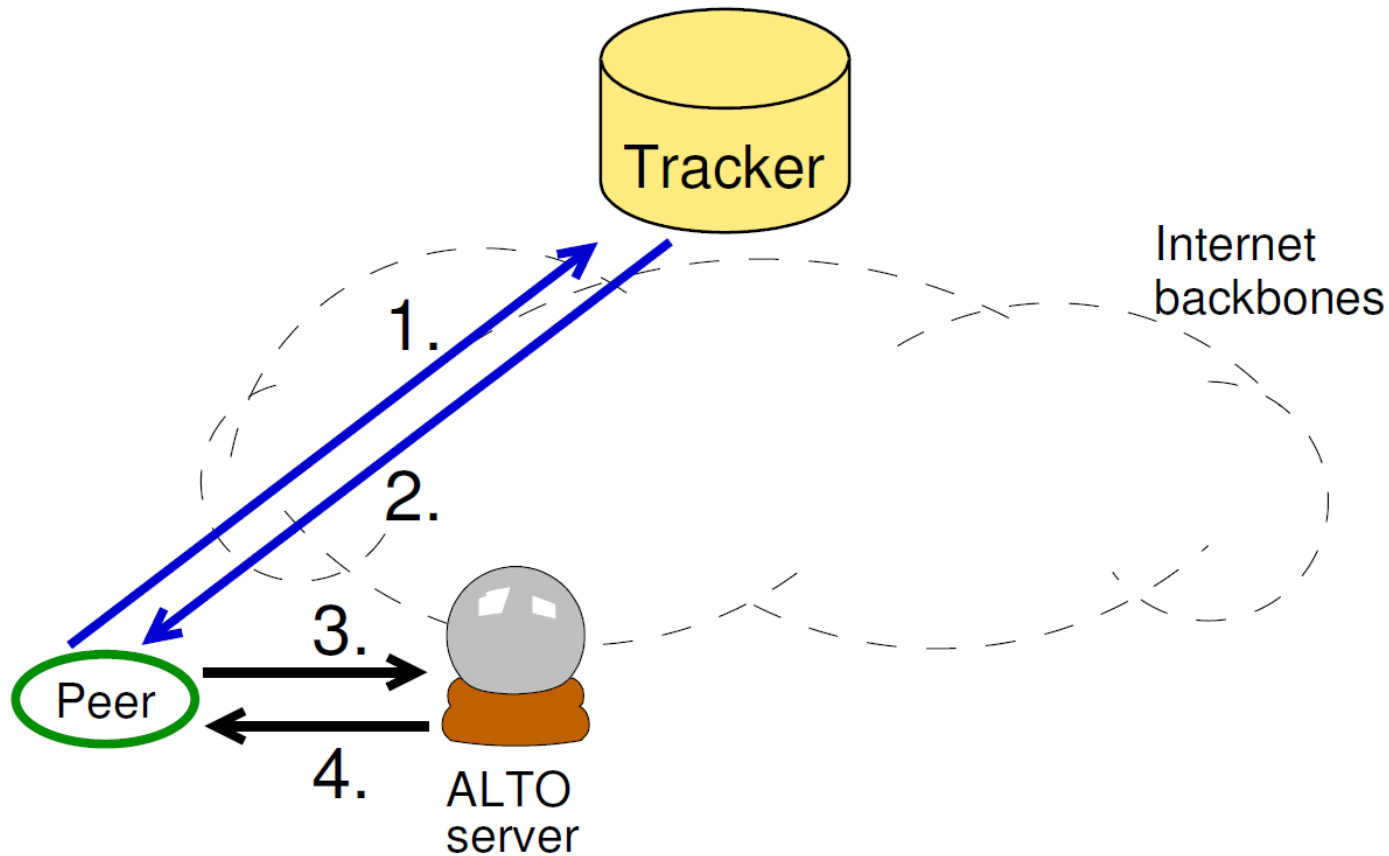 Tracker
Internet
backbones
1.
2.
3.
Peer
4.
ALTO
server